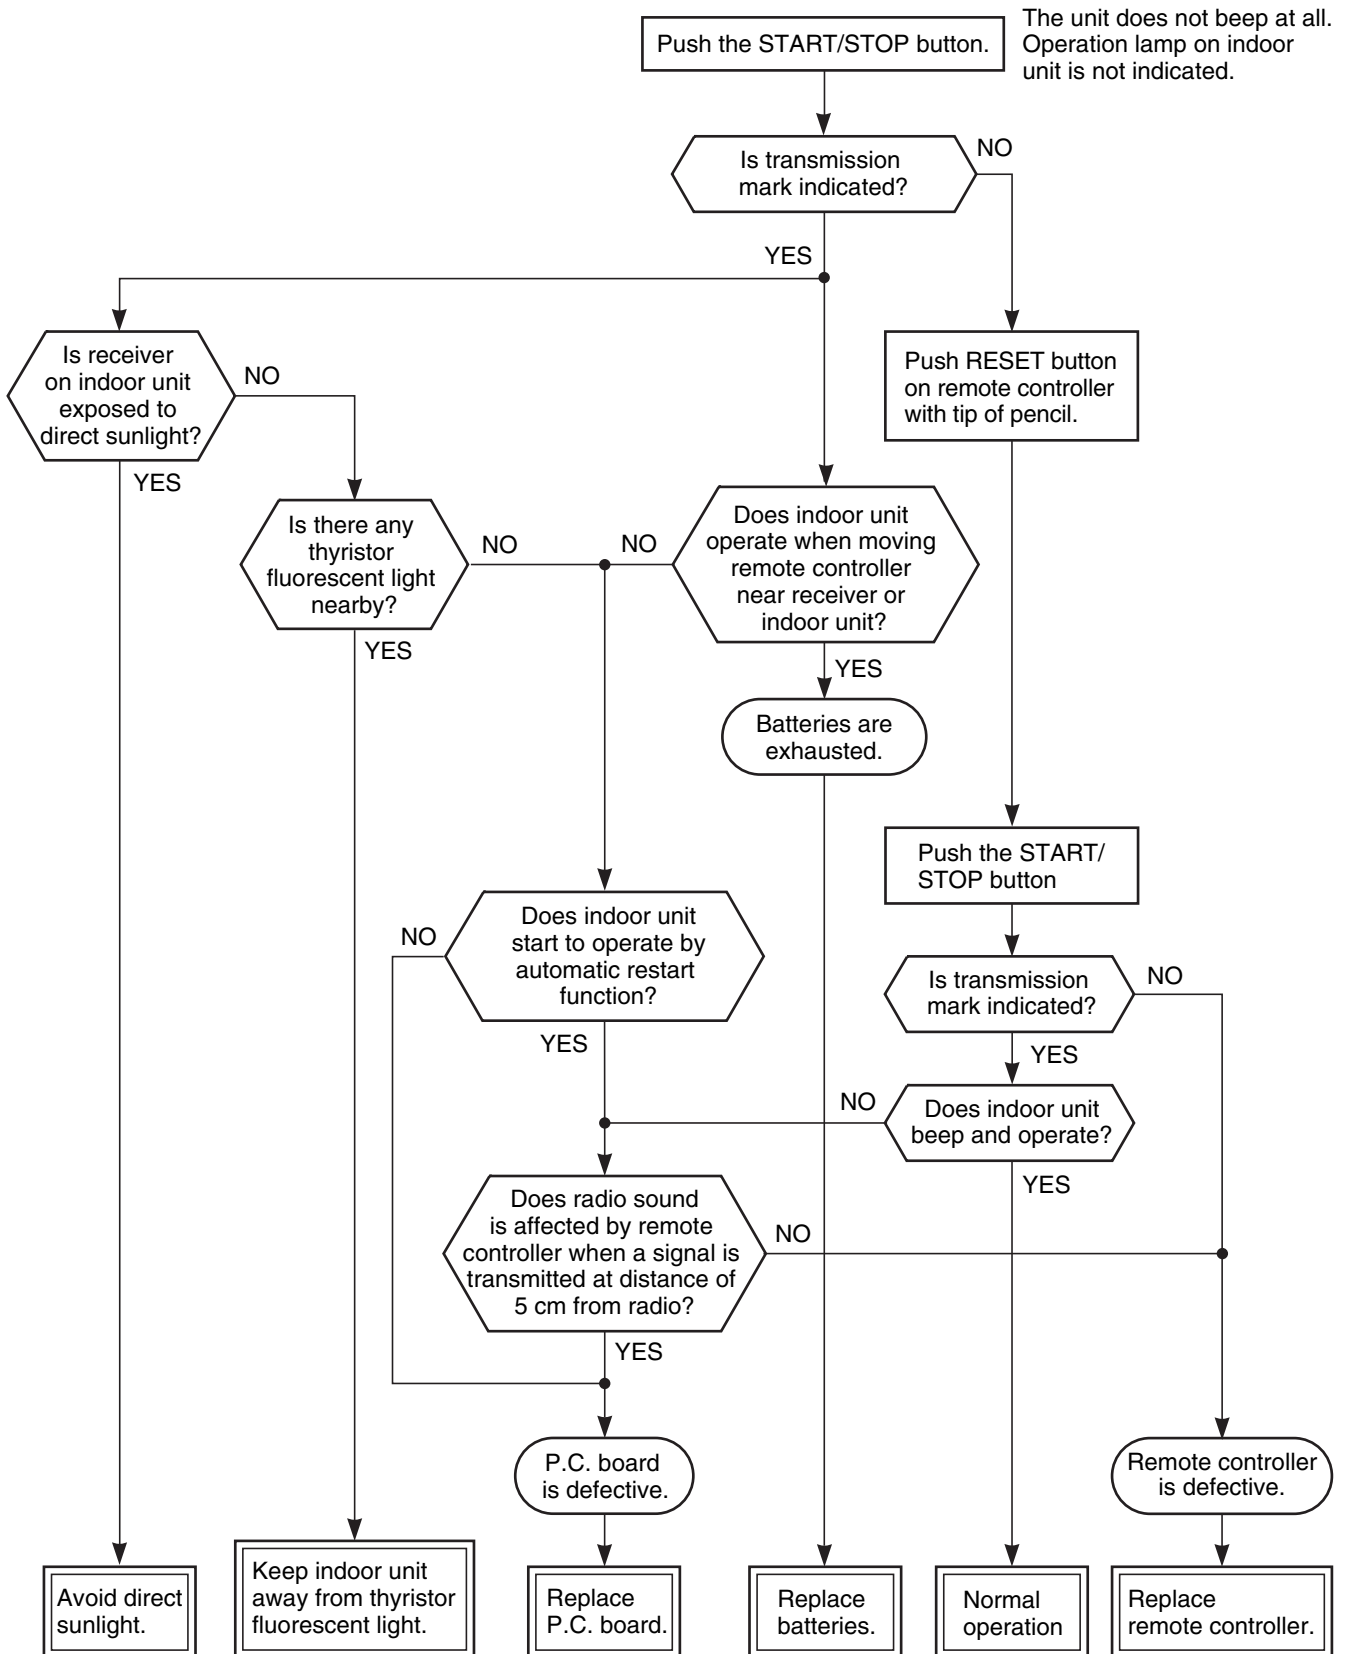 Push the START/STOP button.
The unit does not beep at all.
Operation lamp on indoor
unit is not indicated.
Is transmission
mark indicated?
NO
YES
Is receiver
on indoor unit
exposed to
direct sunlight?
NO
YES
Push RESET button
on remote controller
with tip of pencil.
Is there any
thyristor
fluorescent light
nearby?
NO
YES
NO
Does indoor unit
operate when moving
remote controller
near receiver or
indoor unit?
YES
Batteries are
exhausted.
Push the START/
STOP button
NO
Does indoor unit
start to operate by
automatic restart
function?
YES
Is transmission
mark indicated?
NO
YES
NO
Does indoor unit
beep and operate?
YES
Does radio sound
is affected by remote
controller when a signal is
transmitted at distance of
5 cm from radio?
NO
YES
P.C. board
is defective.
Remote controller
is defective.
Avoid direct
sunlight.
Keep indoor unit
away from thyristor
fluorescent light.
Replace
P.C. board.
Replace
batteries.
Normal
operation
Replace
remote controller.